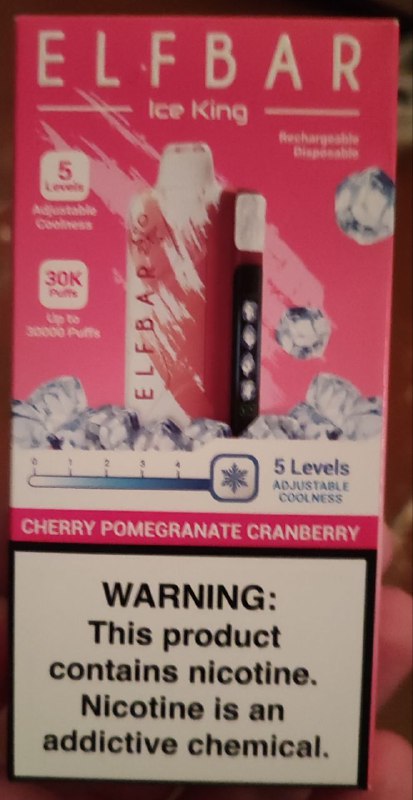 ELFBAR
Ice King
Rechargeable
Disposable
5
Levels
Adjustable
Coolness
30K
Puffs
Up to
30000 Puffs
ELFBAR
0 1 2 3 4
5 Levels
ADJUSTABLE
COOLNESS
CHERRY POMEGRANATE CRANBERRY
WARNING:
This product
contains nicotine.
Nicotine is an
addictive chemical.